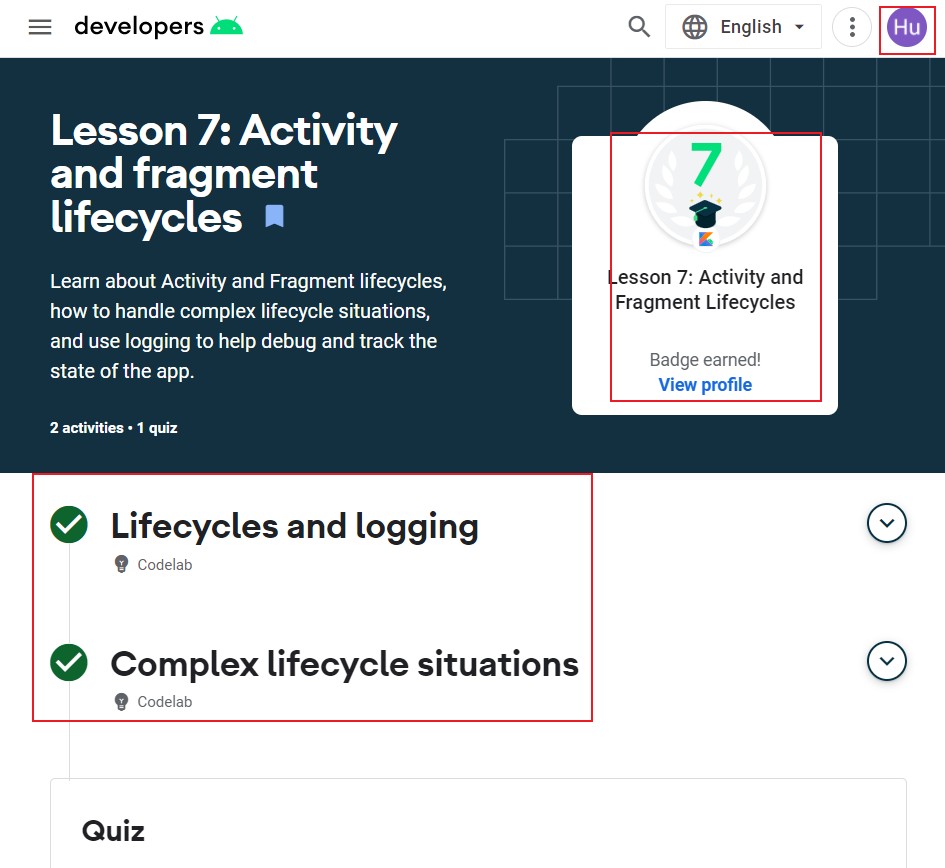 developers
English
Hu
Lesson 7: Activity
and fragment
lifecycles
Learn about Activity and Fragment lifecycles,
how to handle complex lifecycle situations,
and use logging to help debug and track the
state of the app.
2 activities • 1 quiz
7
Lesson 7: Activity and
Fragment Lifecycles
Badge earned!
View profile
Lifecycles and logging
Codelab
Complex lifecycle situations
Codelab
Quiz